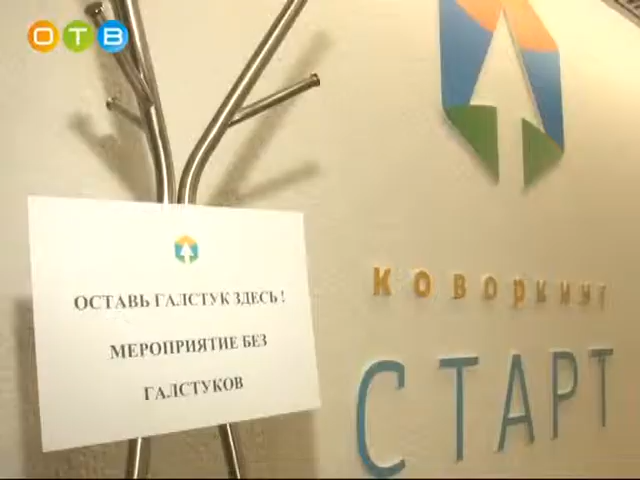 ОТВ
ОСТАВЬ ГАЛСТУК ЗДЕСЬ !
МЕРОПРИЯТИЕ БЕЗ
ГАЛСТУКОВ
коворкинг
СТАРТ